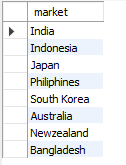 market
India
Indonesia
Japan
Philiphines
South Korea
Australia
Newzealand
Bangladesh